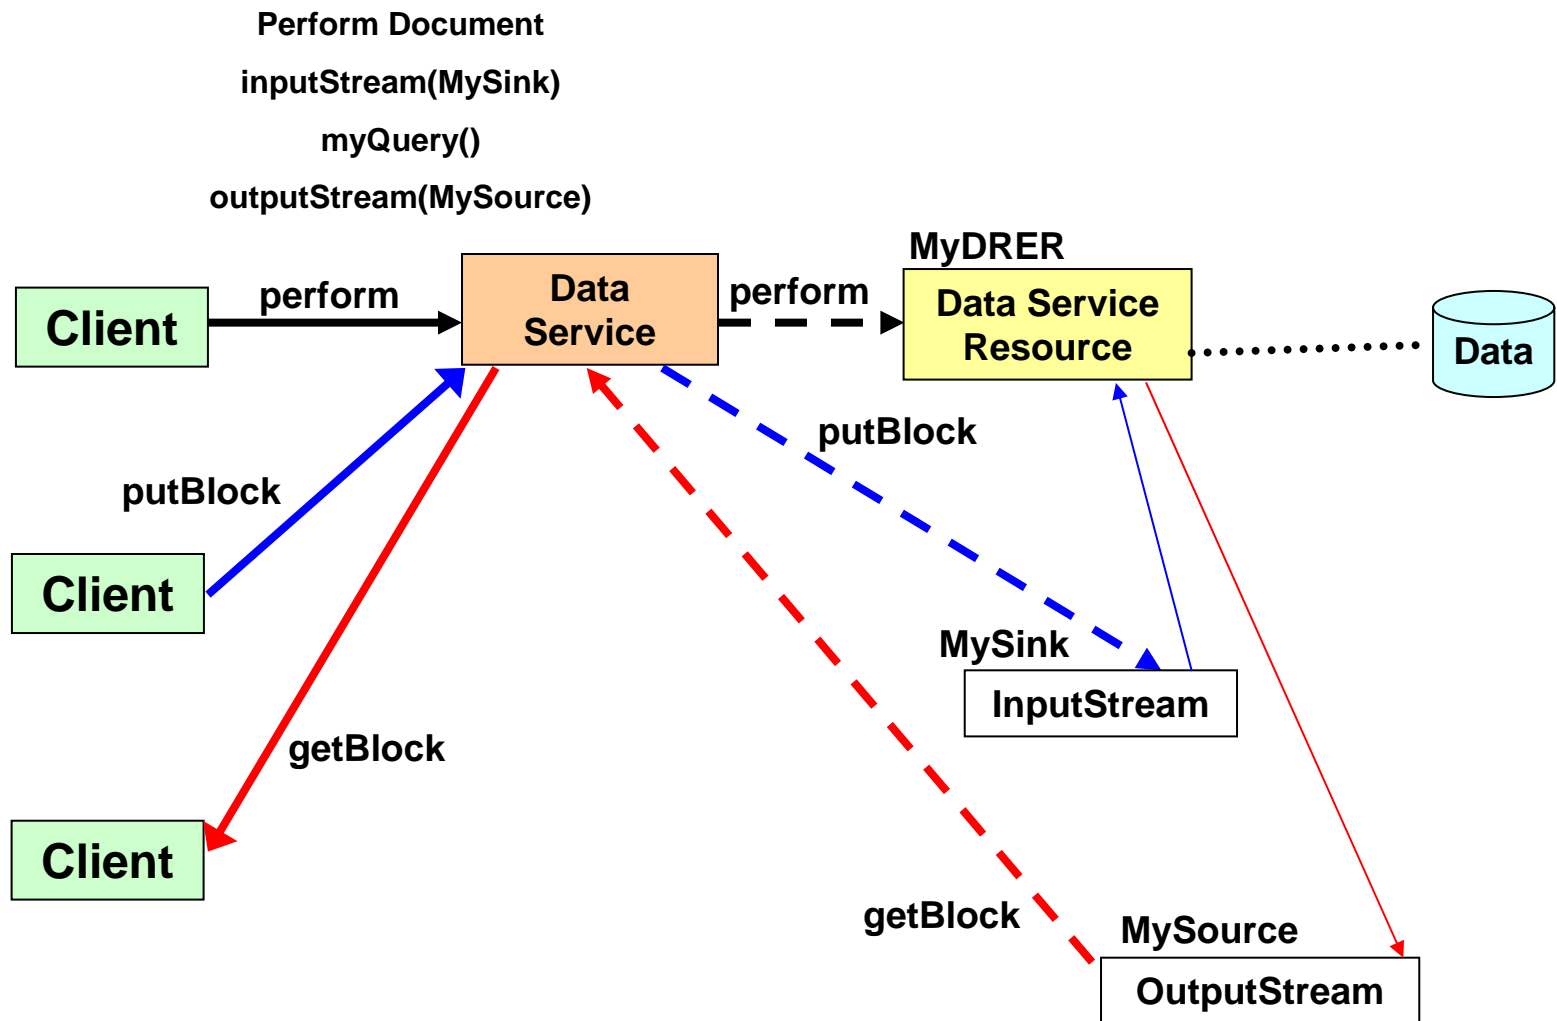 Perform Document
inputStream(MySink)
myQuery()
outputStream(MySource)
MyDRER
Client
perform
Data
Service
perform
Data Service
Resource
Data
putBlock
putBlock
Client
MySink
InputStream
getBlock
Client
getBlock
MySource
OutputStream